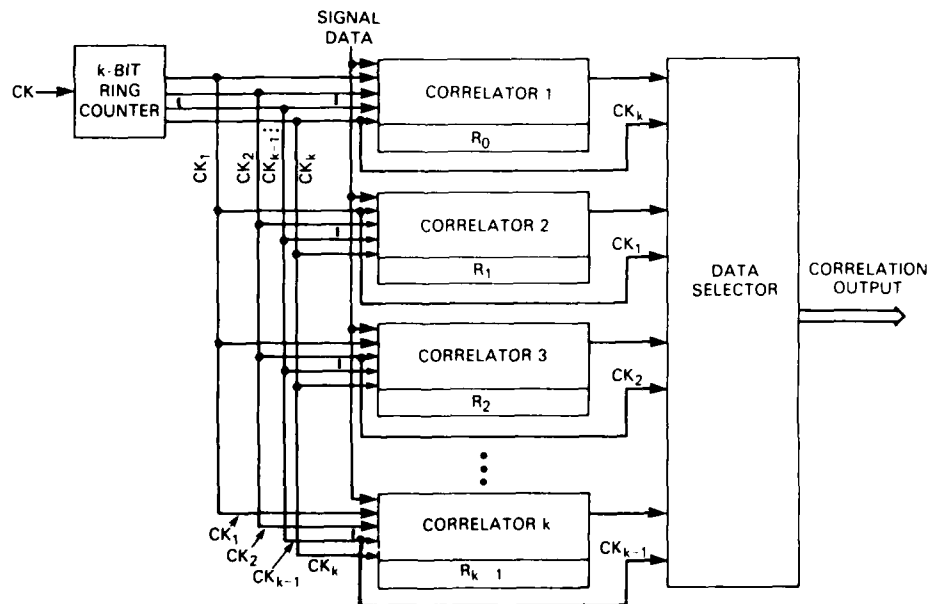 SIGNAL
DATA
k-BIT
RING
COUNTER
CK
CK₁
CK₂
CKₖ₋₁
CKₖ
CORRELATOR 1
R₀
CKₖ
CORRELATOR 2
R₁
CK₁
CORRELATOR 3
R₂
CK₂
CORRELATOR k
Rₖ ₁
CKₖ₋₁
CK₁
CK₂
CKₖ₋₁
CKₖ
DATA
SELECTOR
CORRELATION
OUTPUT